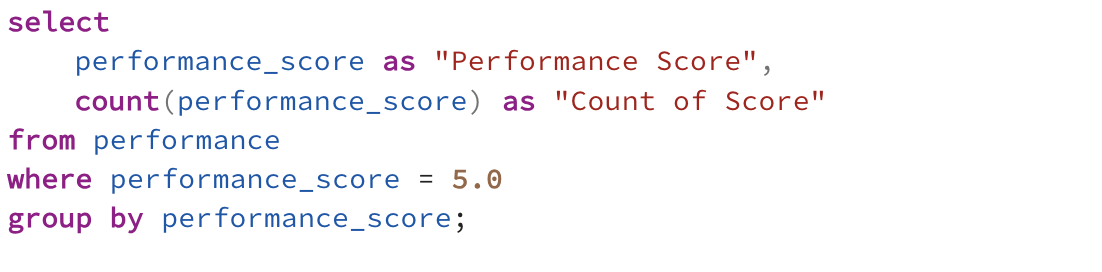 select
    performance_score as "Performance Score",
    count(performance_score) as "Count of Score"
from performance
where performance_score = 5.0
group by performance_score;